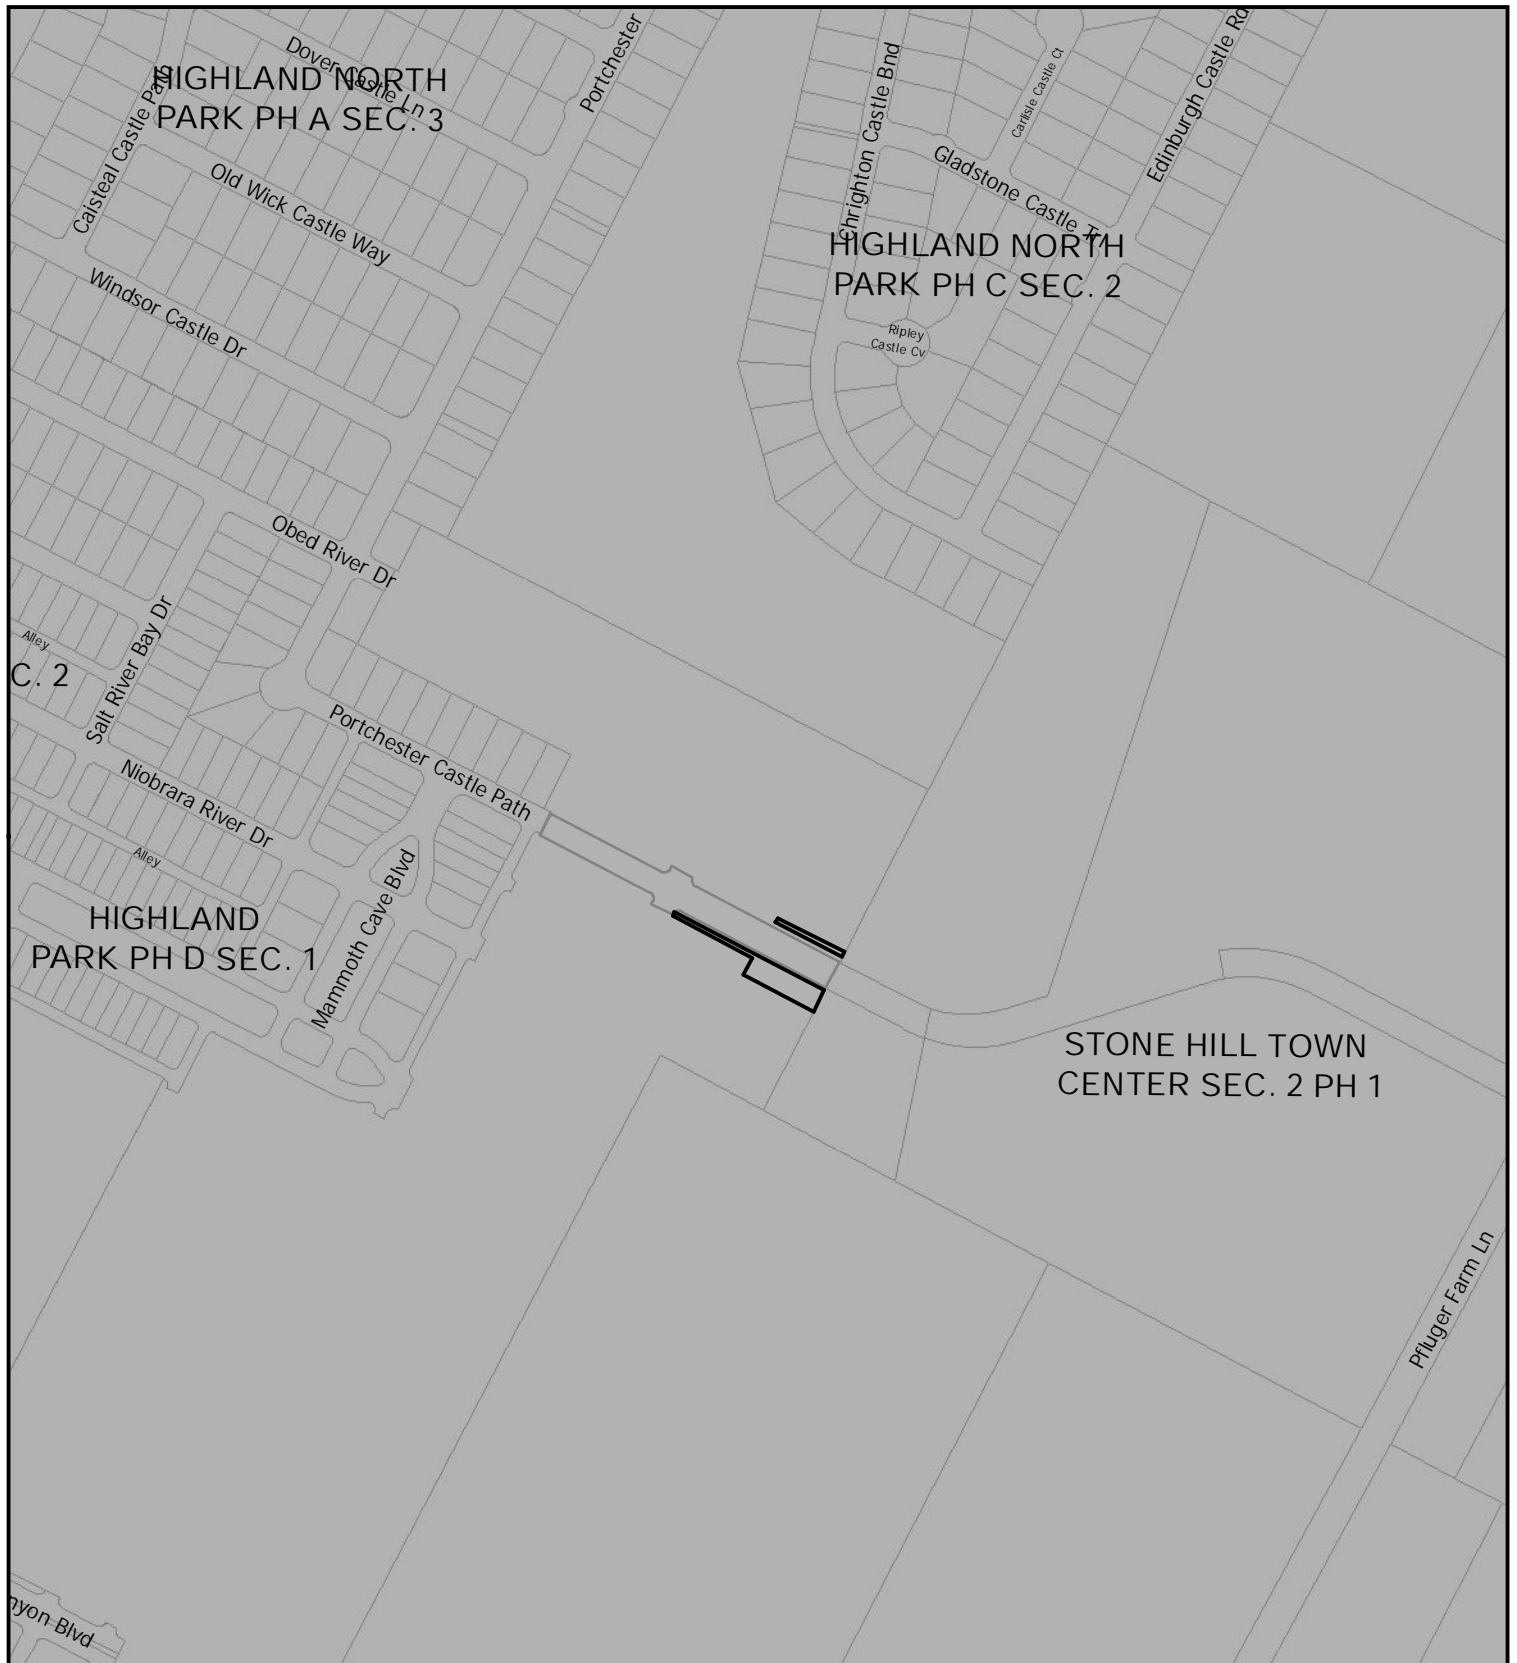 Dover Castle Ln
Portchester
HIGHLAND NORTH
PARK PH A SEC. 3
Caisteal Castle Path
Old Wick Castle Way
Windsor Castle Dr
Chrighton Castle Bnd
Carlisle Castle Ct
Edinburgh Castle Rd
Gladstone Castle Trl
HIGHLAND NORTH
PARK PH C SEC. 2
Ripley
Castle Cv
Obed River Dr
Salt River Bay Dr
Alley
C. 2
Portchester Castle Path
Niobrara River Dr
Alley
Mammoth Cave Blvd
HIGHLAND
PARK PH D SEC. 1
STONE HILL TOWN
CENTER SEC. 2 PH 1
Pfluger Farm Ln
nyon Blvd